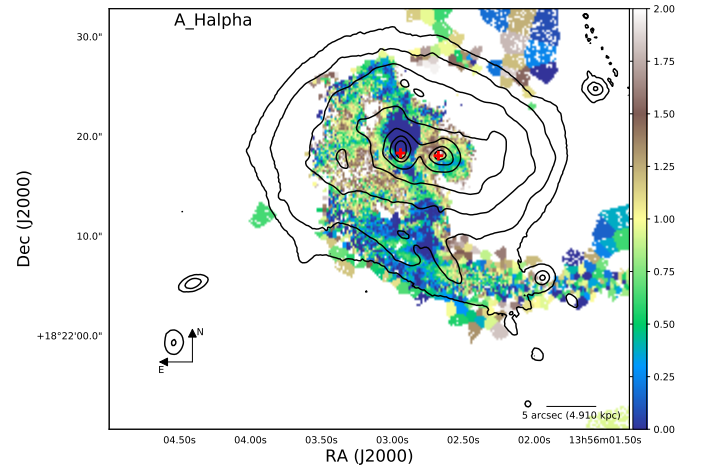 A_Halpha
30.0"
20.0"
10.0"
+18°22'00.0"
Dec (J2000)
N
E
5 arcsec (4.910 kpc)
04.50s 04.00s 03.50s 03.00s 02.50s 02.00s 13h56m01.50s
RA (J2000)
2.00
1.75
1.50
1.25
1.00
0.75
0.50
0.25
0.00